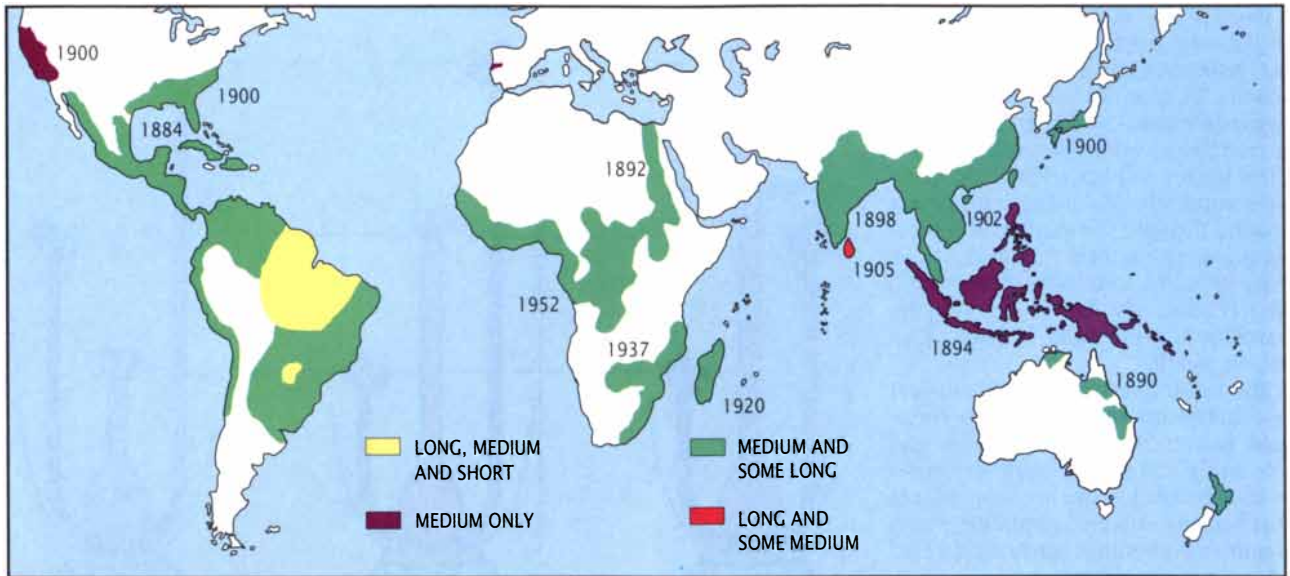 1900
1900
1884
1892
1900
1898
1902
1905
1952
1937
1894
1890
1920
LONG, MEDIUM
AND SHORT
MEDIUM ONLY
MEDIUM AND
SOME LONG
LONG AND
SOME MEDIUM